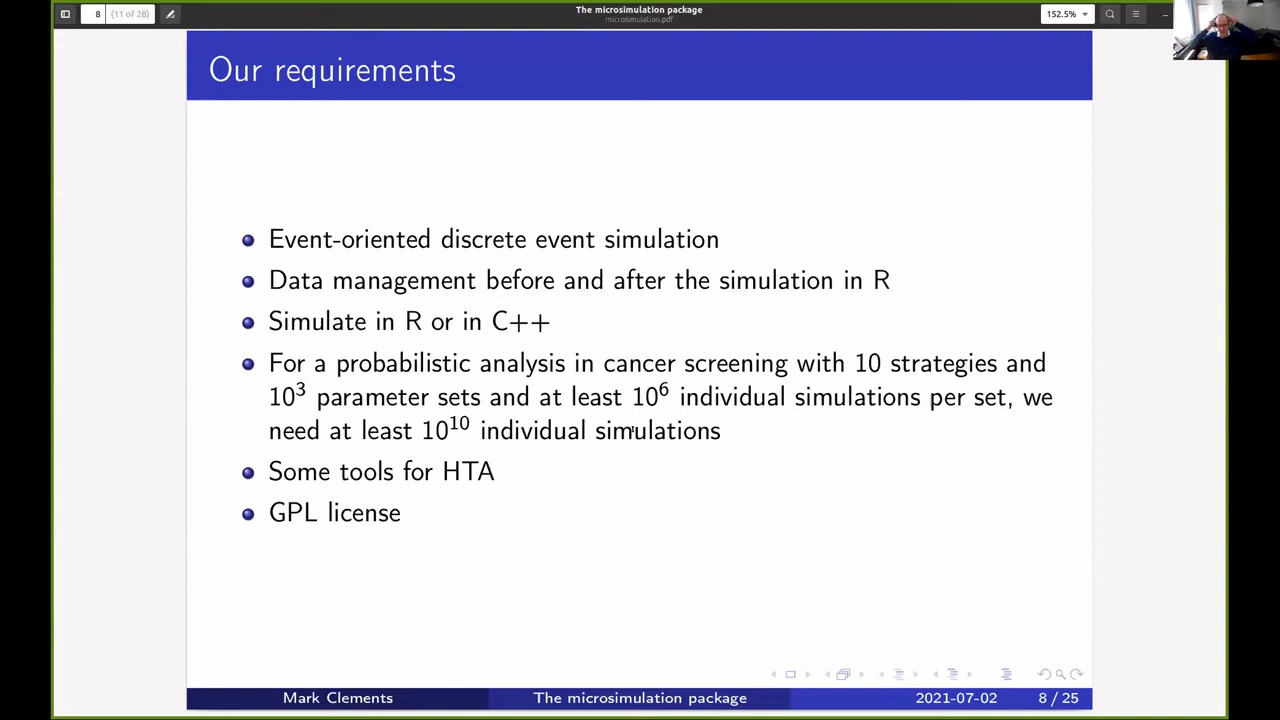 The microsimulation package
microsimulation.pdf
8 (11 of 28)
152.5%
Our requirements
Event-oriented discrete event simulation
Data management before and after the simulation in R
Simulate in R or in C++
For a probabilistic analysis in cancer screening with 10 strategies and
10³ parameter sets and at least 10⁶ individual simulations per set, we
need at least 10¹⁰ individual simulations
Some tools for HTA
GPL license
Mark Clements The microsimulation package 2021-07-02 8 / 25